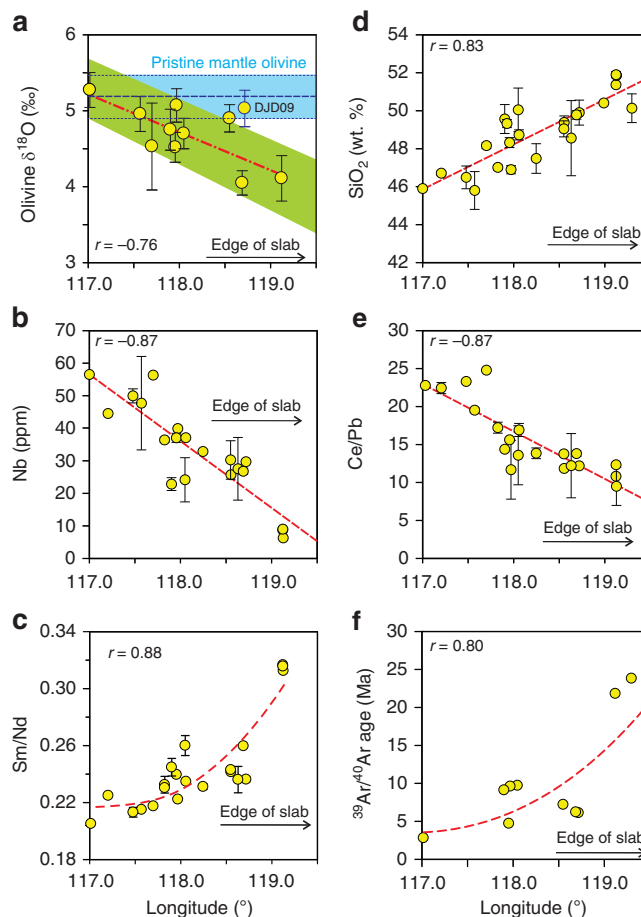 a
6
5
4
3
Olivine δ18O (‰)
Pristine mantle olivine
DJD09
r = –0.76
Edge of slab
117.0
118.0
119.0
b
70
60
50
40
30
20
10
0
Nb (ppm)
r = –0.87
Edge of slab
117.0
118.0
119.0
c
0.34
0.30
0.26
0.22
0.18
Sm/Nd
r = 0.88
Edge of slab
117.0
118.0
119.0
Longitude (°)
d
54
52
50
48
46
44
42
SiO2 (wt. %)
r = 0.83
Edge of slab
117.0
118.0
119.0
e
30
25
20
15
10
5
0
Ce/Pb
r = –0.87
Edge of slab
117.0
118.0
119.0
f
30
25
20
15
10
5
0
39Ar/40Ar age (Ma)
r = 0.80
Edge of slab
117.0
118.0
119.0
Longitude (°)